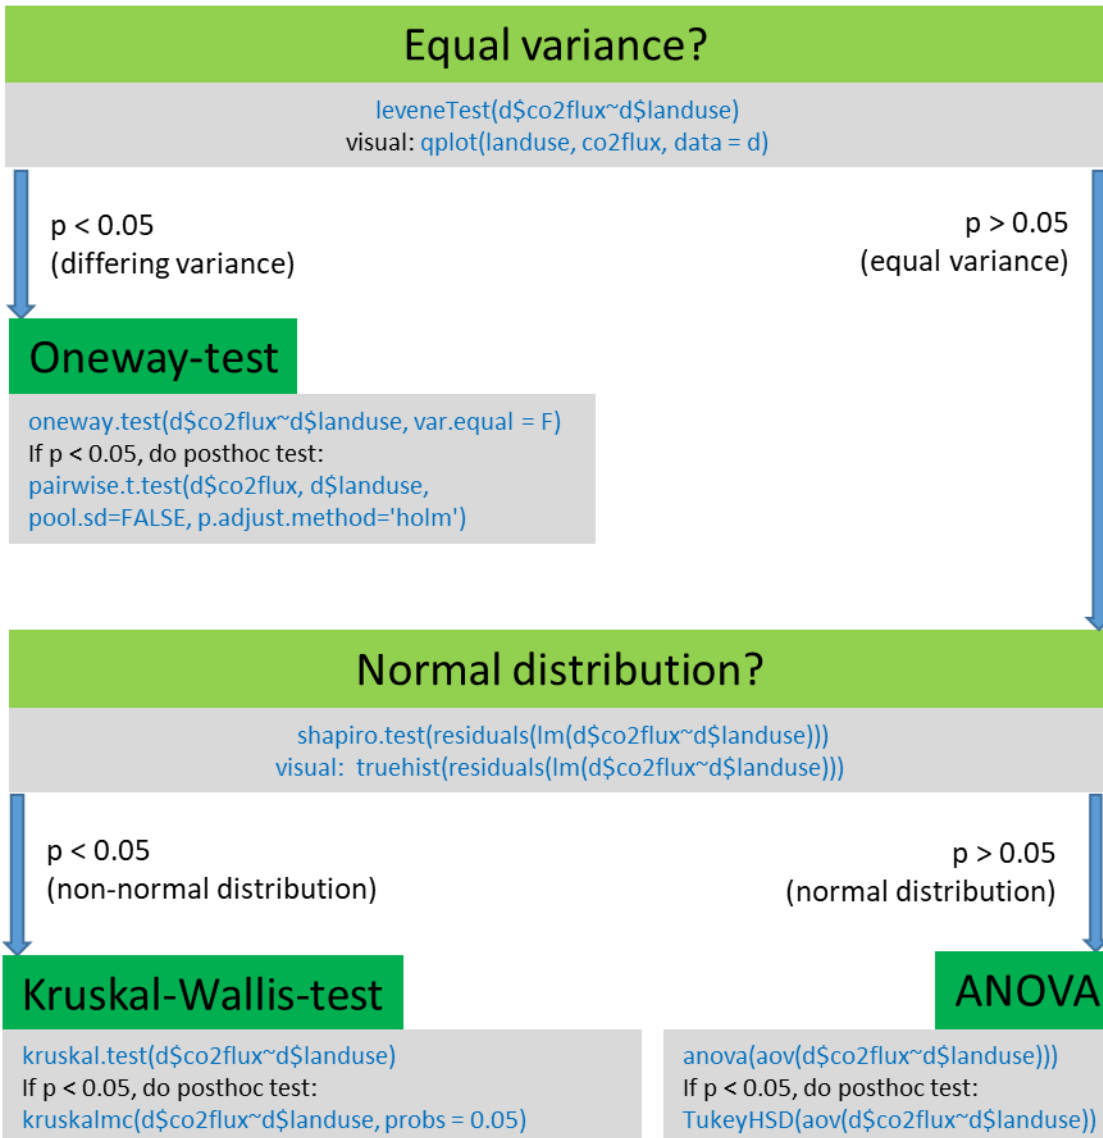 Equal variance?
leveneTest(d$co2flux~d$landuse)
visual: qplot(landuse, co2flux, data = d)
p < 0.05
(differing variance)
p > 0.05
(equal variance)
Oneway-test
oneway.test(d$co2flux~d$landuse, var.equal = F)
If p < 0.05, do posthoc test:
pairwise.t.test(d$co2flux, d$landuse,
pool.sd=FALSE, p.adjust.method='holm')
Normal distribution?
shapiro.test(residuals(lm(d$co2flux~d$landuse)))
visual: truehist(residuals(lm(d$co2flux~d$landuse)))
p < 0.05
(non-normal distribution)
p > 0.05
(normal distribution)
Kruskal-Wallis-test
kruskal.test(d$co2flux~d$landuse)
If p < 0.05, do posthoc test:
kruskalmc(d$co2flux~d$landuse, probs = 0.05)
ANOVA
anova(aov(d$co2flux~d$landuse)))
If p < 0.05, do posthoc test:
TukeyHSD(aov(d$co2flux~d$landuse))